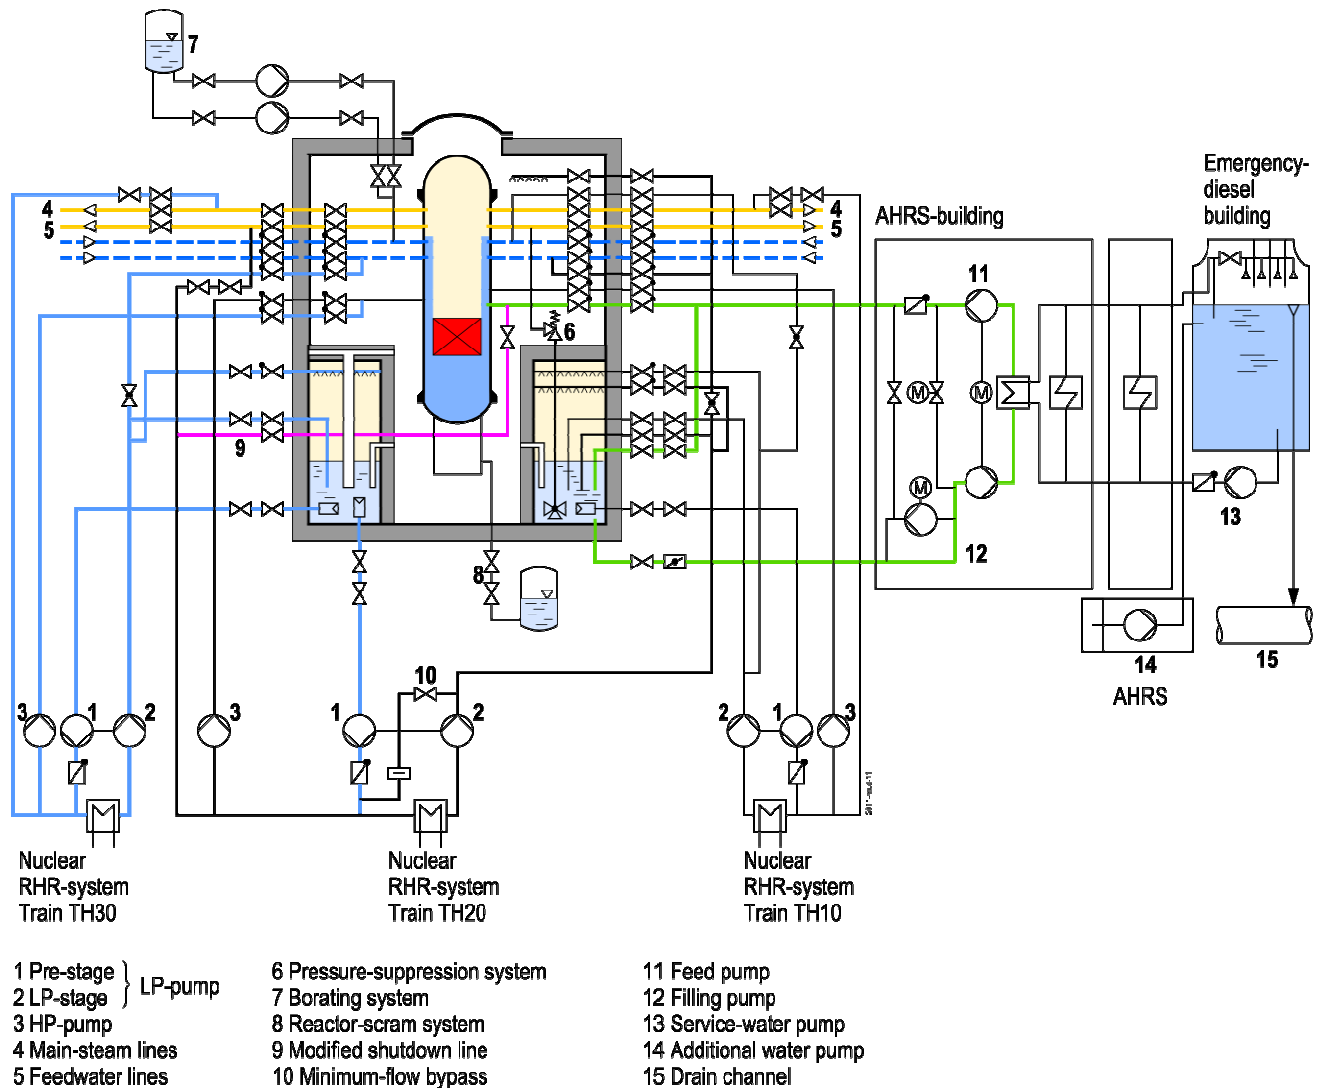 7
Emergency-
diesel
building
AHRS-building
4
5
4
5
11
6
M
M
9
M
8
12
13
14
AHRS
15
10
3
1
2
3
1
2
2
1
3
Nuclear
RHR-system
Train TH30
Nuclear
RHR-system
Train TH20
Nuclear
RHR-system
Train TH10
1 Pre-stage
2 LP-stage
LP-pump
3 HP-pump
4 Main-steam lines
5 Feedwater lines
6 Pressure-suppression system
7 Borating system
8 Reactor-scram system
9 Modified shutdown line
10 Minimum-flow bypass
11 Feed pump
12 Filling pump
13 Service-water pump
14 Additional water pump
15 Drain channel